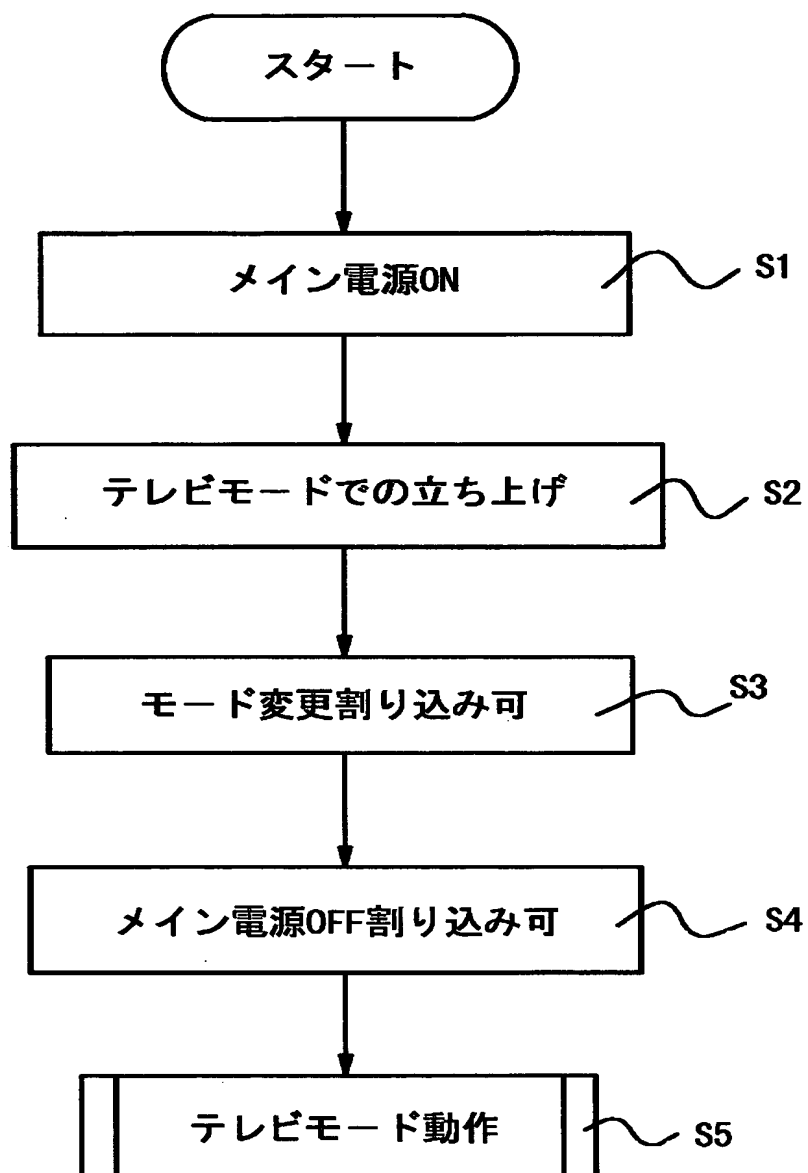 スタート
メイン電源ON
S1
テレビモードでの立ち上げ
S2
モード変更割り込み可
S3
メイン電源OFF割り込み可
S4
テレビモード動作
S5